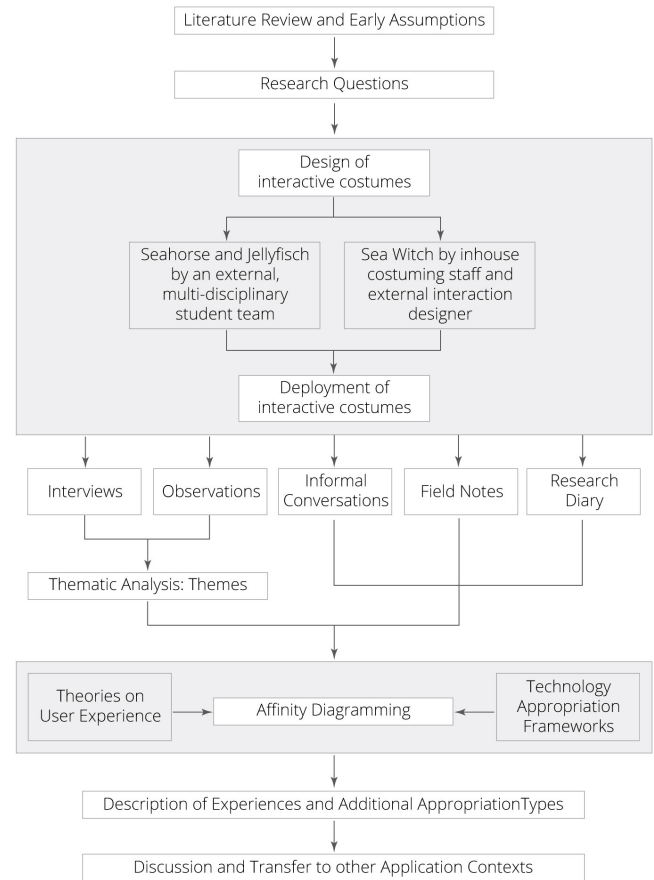 Literature Review and Early Assumptions
Research Questions
Design of
interactive costumes
Seahorse and Jellyfisch
by an external,
multi-disciplinary
student team
Sea Witch by inhouse
costuming staff and
external interaction
designer
Deployment of
interactive costumes
Interviews
Observations
Informal
Conversations
Field Notes
Research
Diary
Thematic Analysis: Themes
Theories on
User Experience
Affinity Diagramming
Technology
Appropriation
Frameworks
Description of Experiences and Additional AppropriationTypes
Discussion and Transfer to other Application Contexts